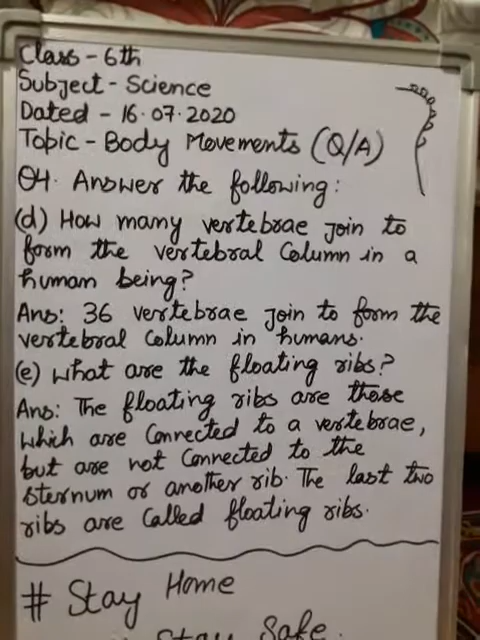 Class - 6th
Subject - Science
Dated - 16.07.2020
Topic - Body Movements (Q/A)
Q4. Answer the following:
(d) How many vertebrae join to
form the vertebral Column in a
human being?
Ans: 36 vertebrae join to form the
vertebral Column in humans.
(e) What are the floating ribs?
Ans: The floating ribs are those
which are Connected to a vertebrae,
but are not Connected to the
sternum or another rib. The last two
ribs are Called floating ribs.
# Stay Home
Stay Safe.